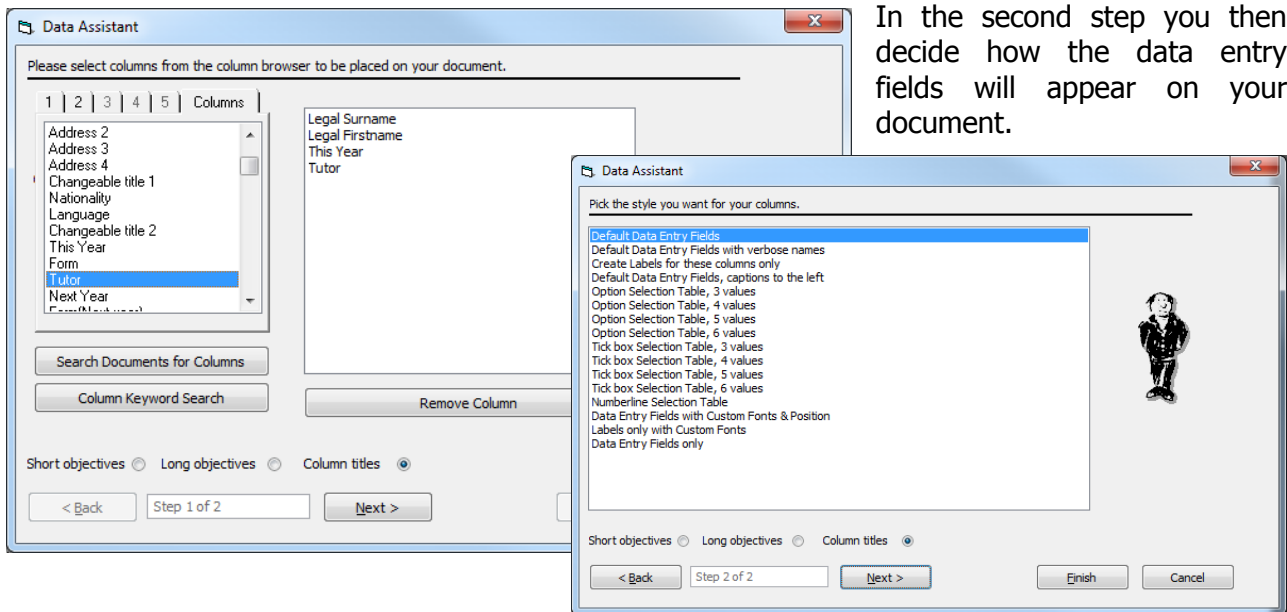 Data Assistant
Please select columns from the column browser to be placed on your document.
1 2 3 4 5 Columns
Address 2
Address 3
Address 4
Changeable title 1
Nationality
Language
Changeable title 2
This Year
Form
Tutor
Next Year
Legal Surname
Legal Firstname
This Year
Tutor
Search Documents for Columns
Column Keyword Search
Remove Column
Short objectives Long objectives Column titles
< Back Step 1 of 2 Next >
In the second step you then
decide how the data entry
fields will appear on your
document.
Data Assistant
Pick the style you want for your columns.
Default Data Entry Fields
Default Data Entry Fields with verbose names
Create Labels for these columns only
Default Data Entry Fields, captions to the left
Option Selection Table, 3 values
Option Selection Table, 4 values
Option Selection Table, 5 values
Option Selection Table, 6 values
Tick box Selection Table, 3 values
Tick box Selection Table, 4 values
Tick box Selection Table, 5 values
Tick box Selection Table, 6 values
Numberline Selection Table
Data Entry Fields with Custom Fonts & Position
Labels only with Custom Fonts
Data Entry Fields only
Short objectives Long objectives Column titles
< Back Step 2 of 2 Next > Finish Cancel